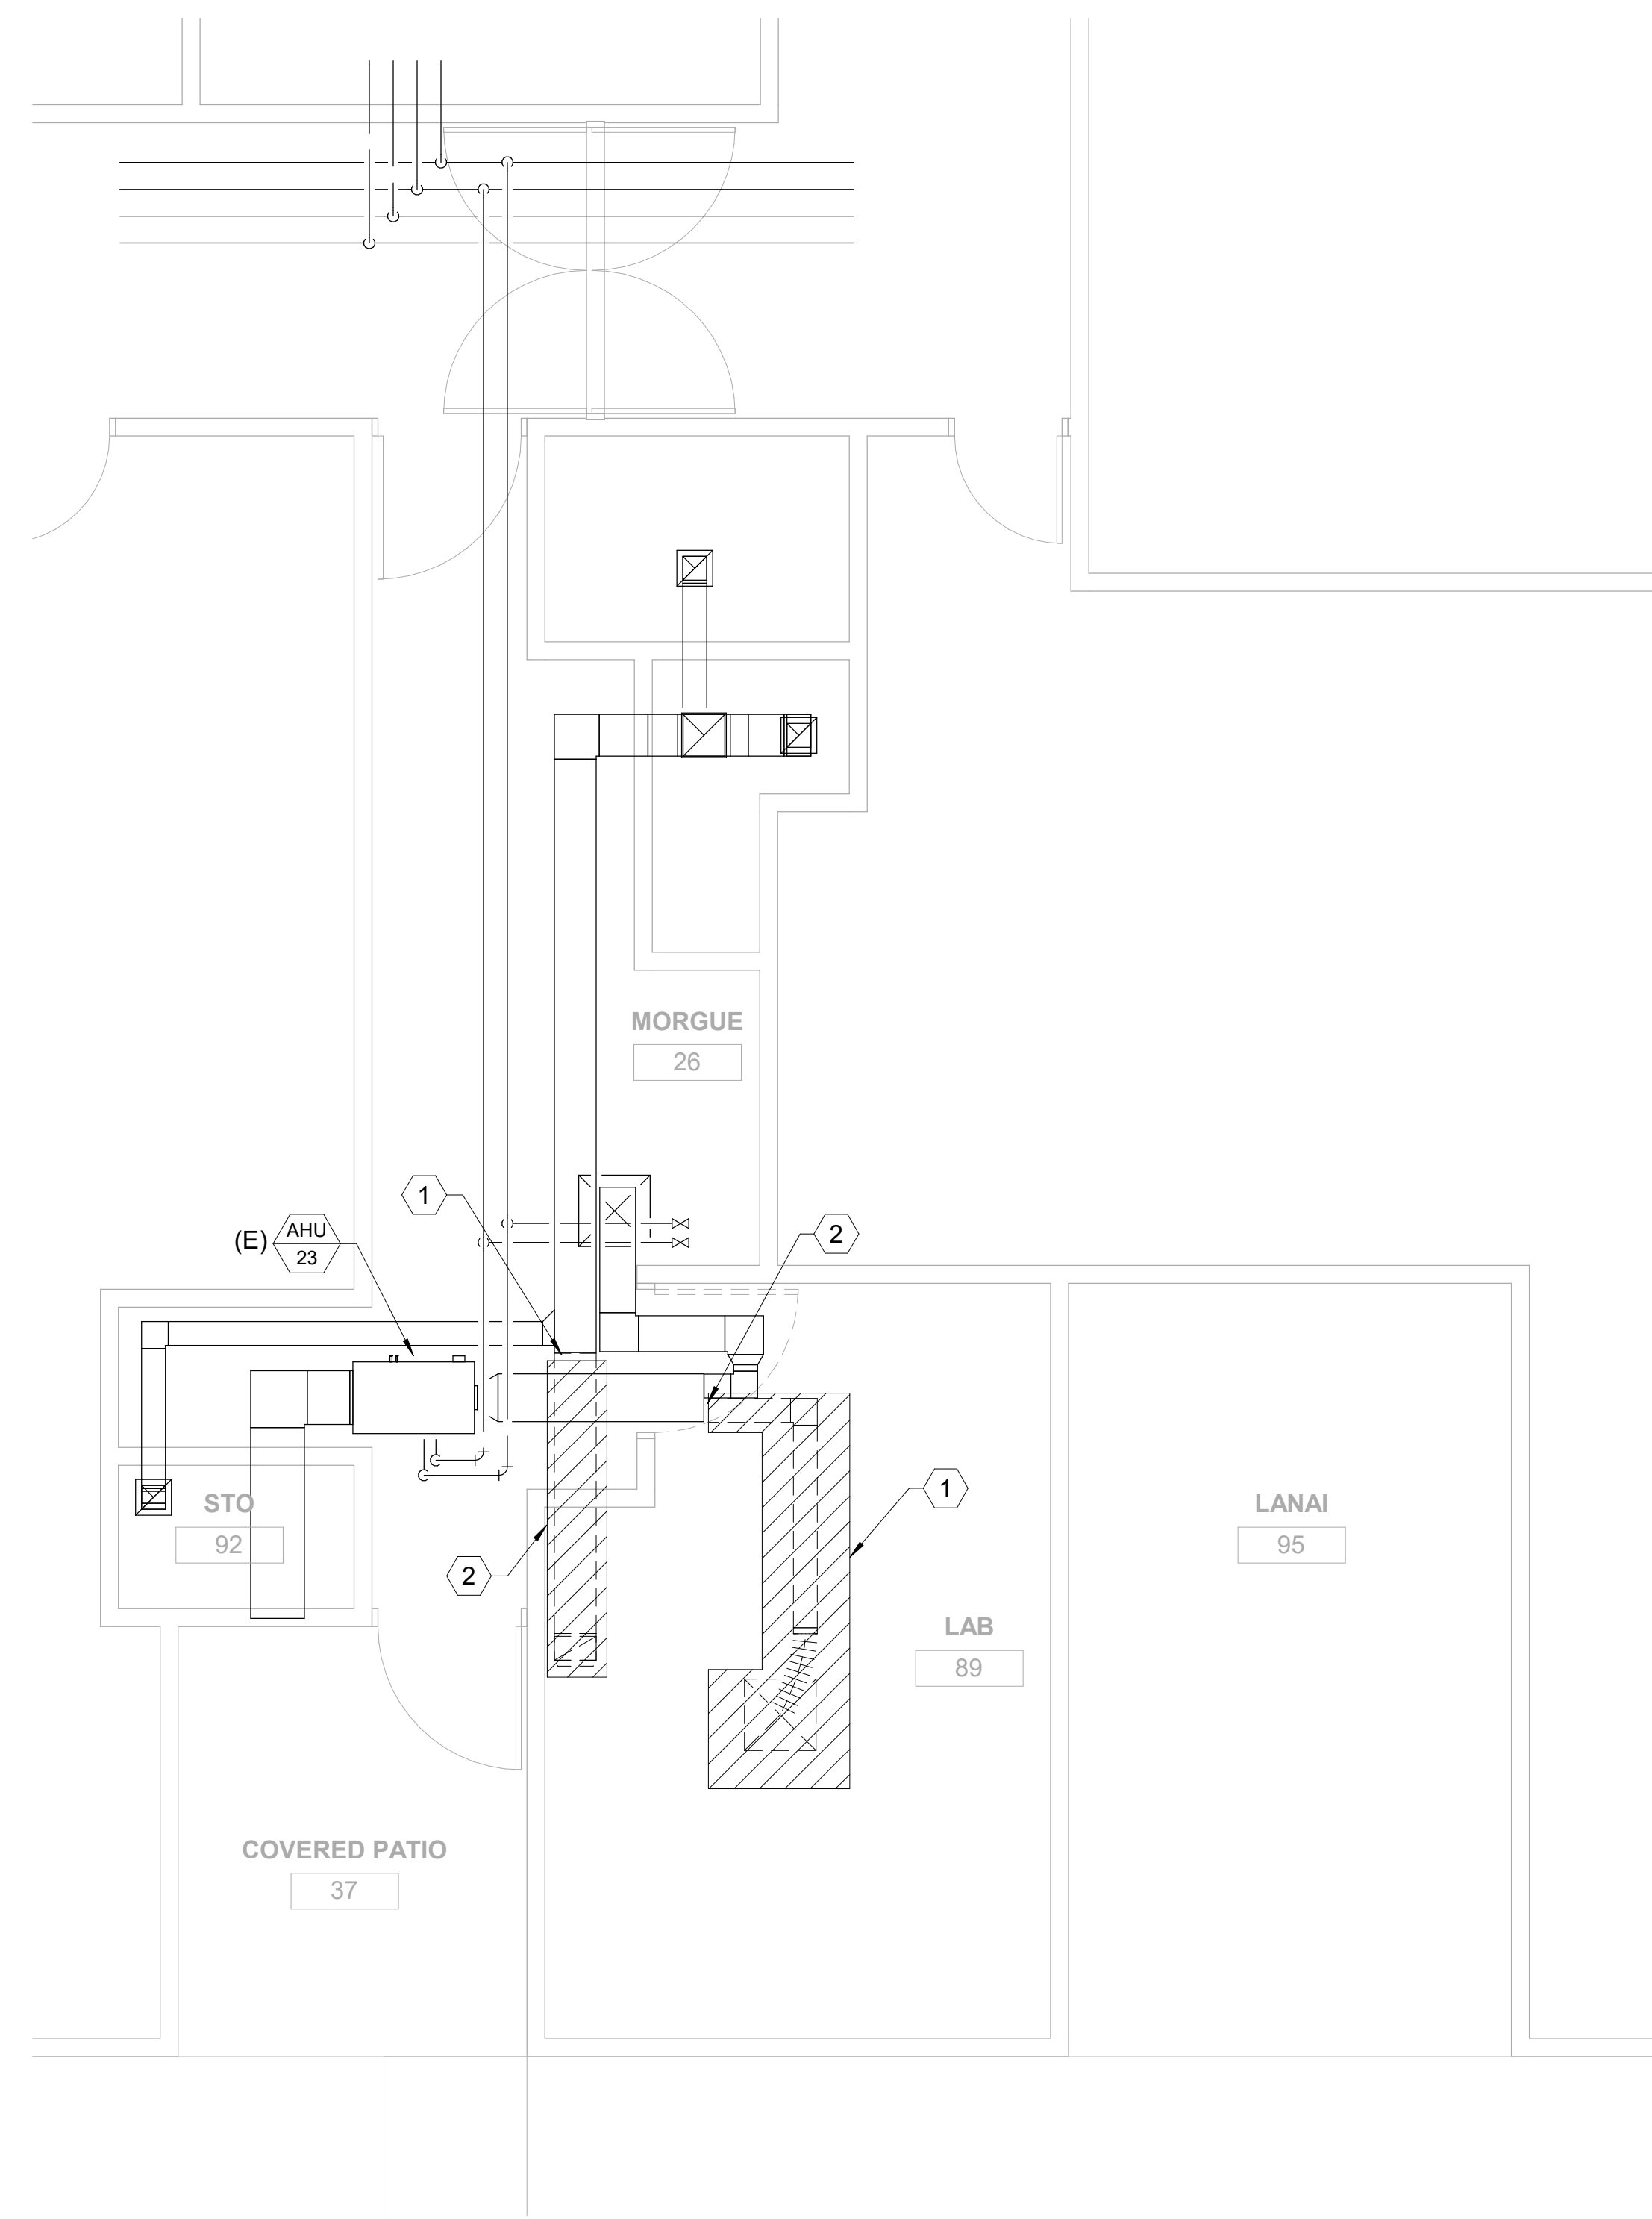 MORGUE
26
1
(E)
AHU
23
2
STO
92
1
LANAI
95
2
LAB
89
COVERED PATIO
37